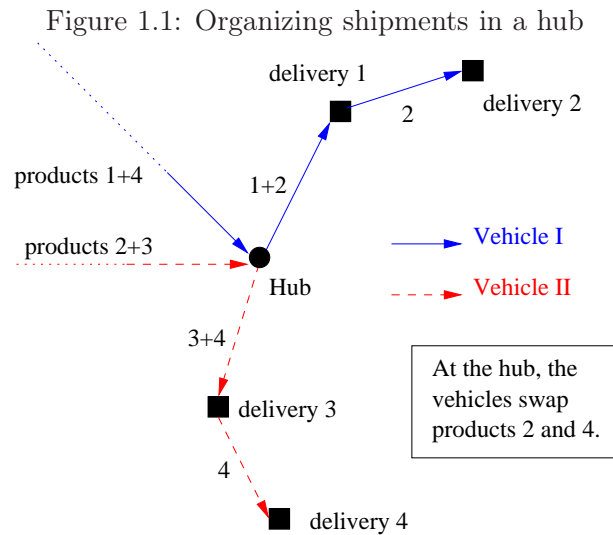 Figure 1.1: Organizing shipments in a hub
delivery 1
delivery 2
2
products 1+4
1+2
products 2+3
Vehicle I
Hub
Vehicle II
3+4
At the hub, the
vehicles swap
products 2 and 4.
delivery 3
4
delivery 4